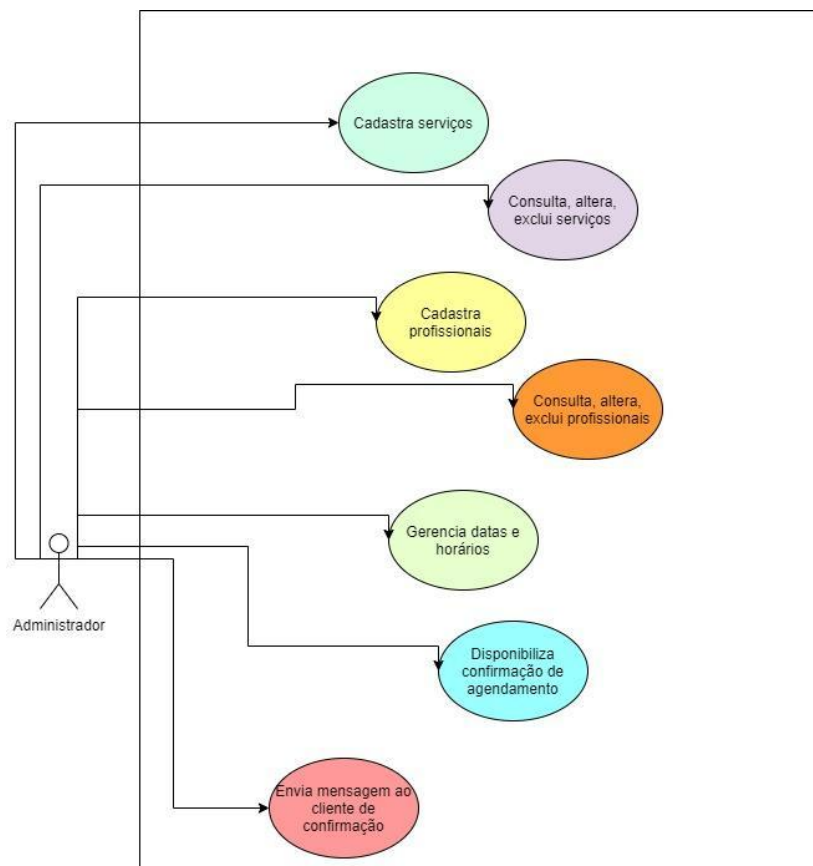 Cadastra serviços
Consulta, altera,
exclui serviços
Cadastra
profissionais
Consulta, altera,
exclui profissionais
Gerencia datas e
horários
Administrador
Disponibiliza
confirmação de
agendamento
Envia mensagem ao
cliente de
confirmação